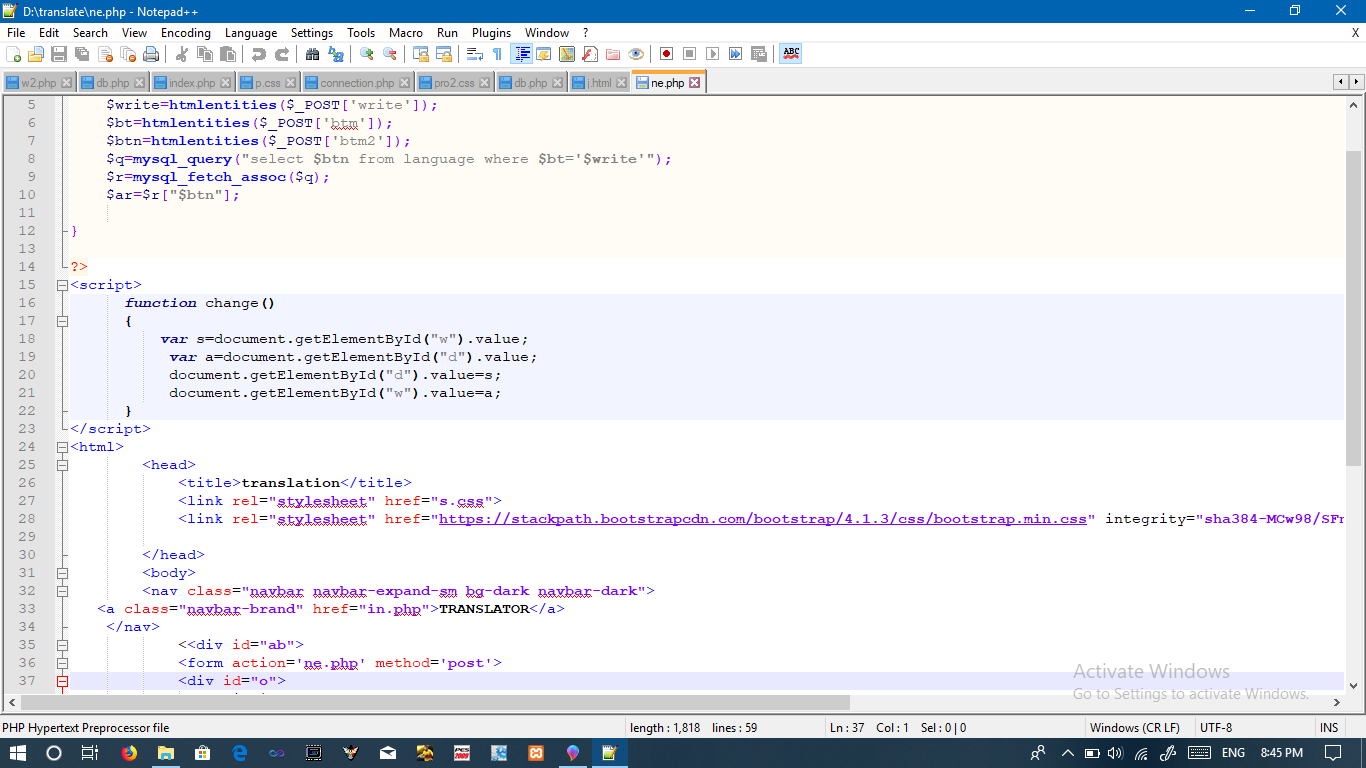 D:\translate\ne.php - Notepad++
File Edit Search View Encoding Language Settings Tools Macro Run Plugins Window ? X
ABC
w2.php db.php index.php p.css connection.php pro2.css db.php j.html ne.php
5 $write=htmlentities($_POST['write']);
6 $bt=htmlentities($_POST['btm']);
7 $btn=htmlentities($_POST['btm2']);
8 $q=mysql_query("select $btn from language where $bt='$write'");
9 $r=mysql_fetch_assoc($q);
10 $ar=$r["$btn"];
11
12 }
13
14 ?>
15 <script>
16 function change()
17 {
18 var s=document.getElementById("w").value;
19 var a=document.getElementById("d").value;
20 document.getElementById("d").value=s;
21 document.getElementById("w").value=a;
22 }
23 </script>
24 <html>
25 <head>
26 <title>translation</title>
27 <link rel="stylesheet" href="s.css">
28 <link rel="stylesheet" href="https://stackpath.bootstrapcdn.com/bootstrap/4.1.3/css/bootstrap.min.css" integrity="sha384-MCw98/SFr
29
30 </head>
31 <body>
32 <nav class="navbar navbar-expand-sm bg-dark navbar-dark">
33 <a class="navbar-brand" href="in.php">TRANSLATOR</a>
34 </nav>
35 <<div id="ab">
36 <form action='ne.php' method='post'>
37 <div id="o">
Activate Windows
Go to Settings to activate Windows.
PHP Hypertext Preprocessor file length : 1,818 lines : 59 Ln : 37 Col : 1 Sel : 0 | 0 Windows (CR LF) UTF-8 INS
ENG 8:45 PM